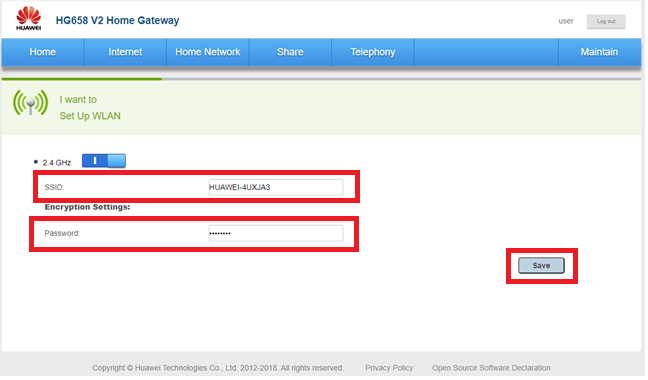 HUAWEI
HG658 V2 Home Gateway
user
Log out
Home
Internet
Home Network
Share
Telephony
Maintain
I want to
Set Up WLAN
2.4 GHz
SSID:
HUAWEI-4UXJA3
Encryption Settings:
Password:
••••••••
Save
Copyright © Huawei Technologies Co., Ltd. 2012-2018. All rights reserved. Privacy Policy Open Source Software Declaration